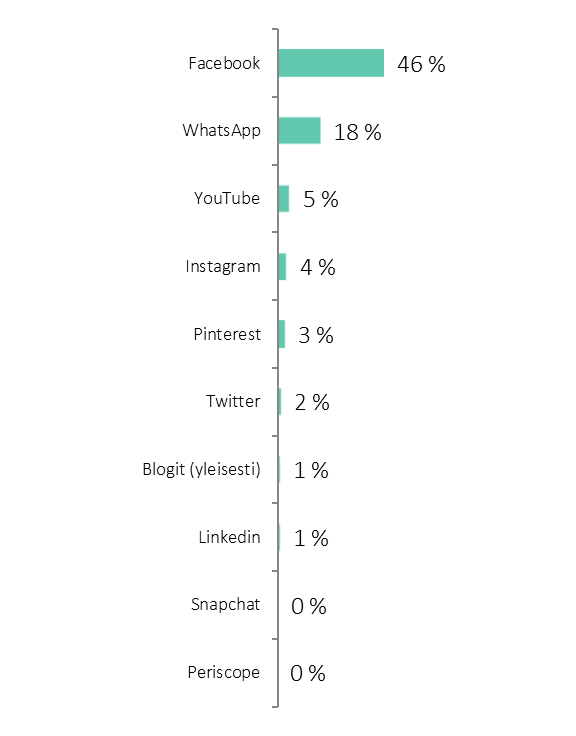 Facebook 46 %
WhatsApp 18 %
YouTube 5 %
Instagram 4 %
Pinterest 3 %
Twitter 2 %
Blogit (yleisesti) 1 %
Linkedin 1 %
Snapchat 0 %
Periscope 0 %